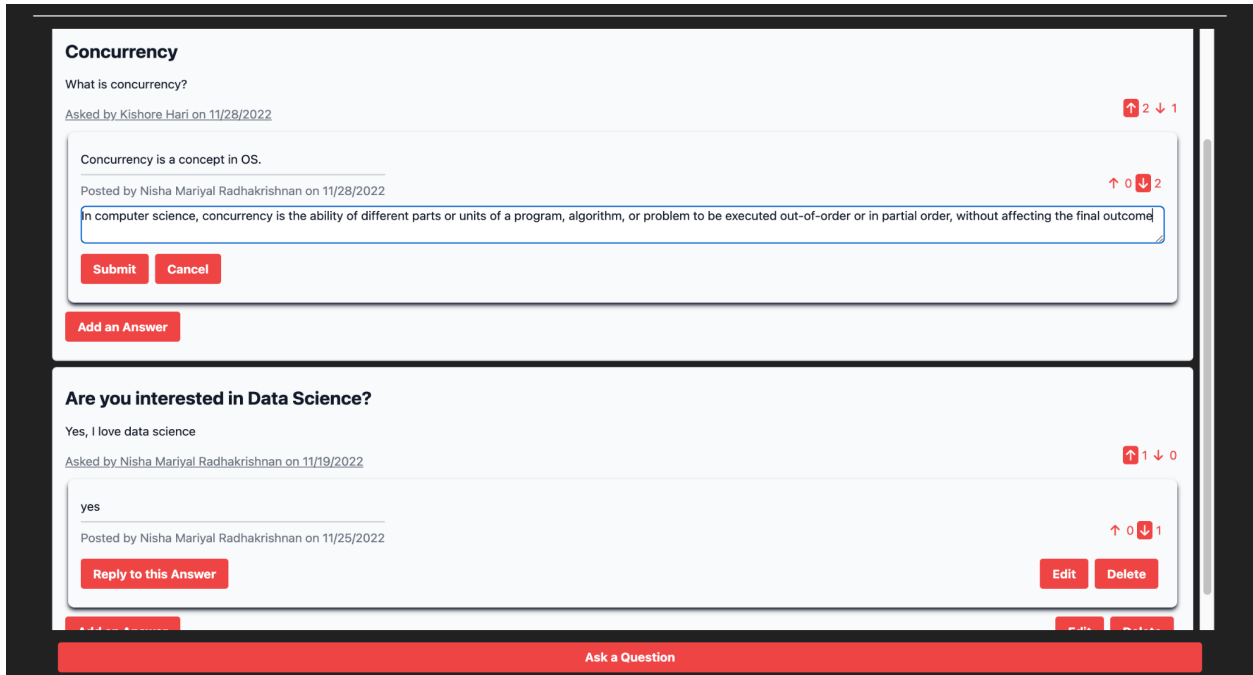 Concurrency
What is concurrency?
Asked by Kishore Hari on 11/28/2022
2 1
Concurrency is a concept in OS.
Posted by Nisha Mariyal Radhakrishnan on 11/28/2022
0 2
In computer science, concurrency is the ability of different parts or units of a program, algorithm, or problem to be executed out-of-order or in partial order, without affecting the final outcome
Submit Cancel
Add an Answer
Are you interested in Data Science?
Yes, I love data science
Asked by Nisha Mariyal Radhakrishnan on 11/19/2022
1 0
yes
Posted by Nisha Mariyal Radhakrishnan on 11/25/2022
0 1
Reply to this Answer Edit Delete
Add an Answer Edit Delete
Ask a Question